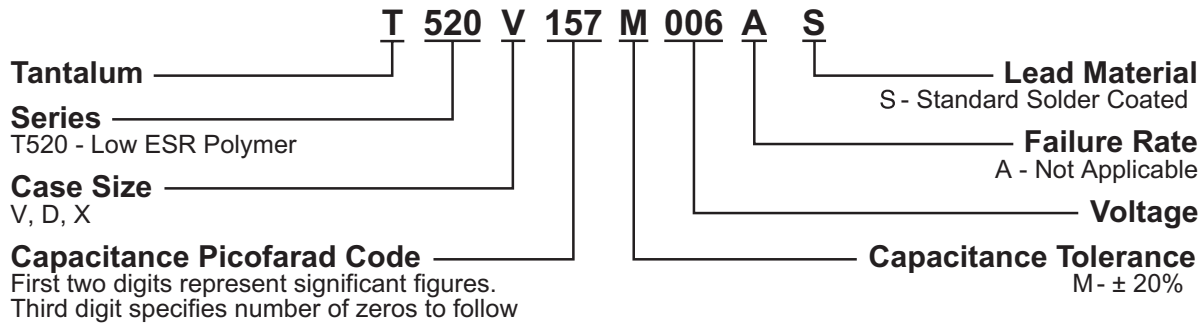 T 520 V 157 M 006 A S
Tantalum
Series
T520 - Low ESR Polymer
Case Size
V, D, X
Capacitance Picofarad Code
First two digits represent significant figures.
Third digit specifies number of zeros to follow
Lead Material
S - Standard Solder Coated
Failure Rate
A - Not Applicable
Voltage
Capacitance Tolerance
M - ± 20%